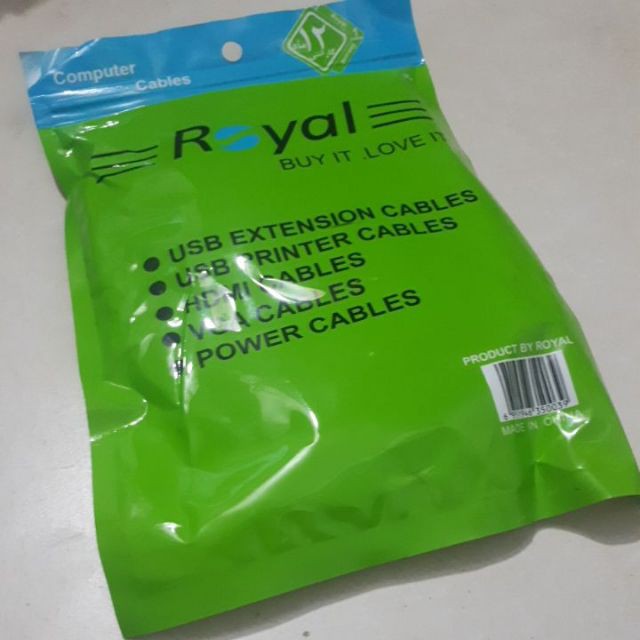 Computer
Cables
۱۲
Royal
BUY IT .LOVE IT
USB EXTENSION CABLES
USB PRINTER CABLES
HDMI CABLES
VGA CABLES
POWER CABLES
PRODUCT BY ROYAL
MADE IN